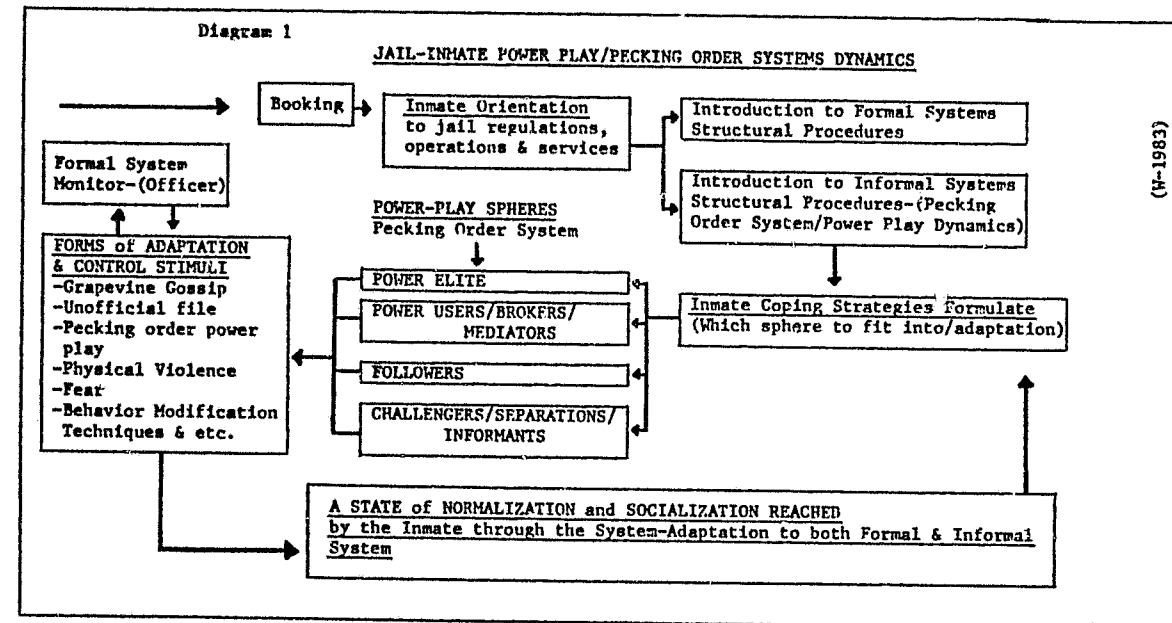 Diagram 1
JAIL-INMATE POWER PLAY/PECKING ORDER SYSTEMS DYNAMICS
Booking
Inmate Orientation
to jail regulations,
operations & services
Introduction to Formal Systems
Structural Procedures
Introduction to Informal Systems
Structural Procedures-(Pecking
Order System/Power Play Dynamics)
(W-1983)
Formal System
Monitor-(Officer)
POWER-PLAY SPHERES
Pecking Order System
FORMS of ADAPTATION
& CONTROL STIMULI
-Grapevine Gossip
-Unofficial file
-Pecking order power
play
-Physical Violence
-Fear
-Behavior Modification
Techniques & etc.
POWER ELITE
POWER USERS/BROKERS/
MEDIATORS
FOLLOWERS
CHALLENGERS/SEPARATIONS/
INFORMANTS
Inmate Coping Strategies Formulate
(Which sphere to fit into/adaptation)
A STATE of NORMALIZATION and SOCIALIZATION REACHED
by the Inmate through the System-Adaptation to both Formal & Informal
System